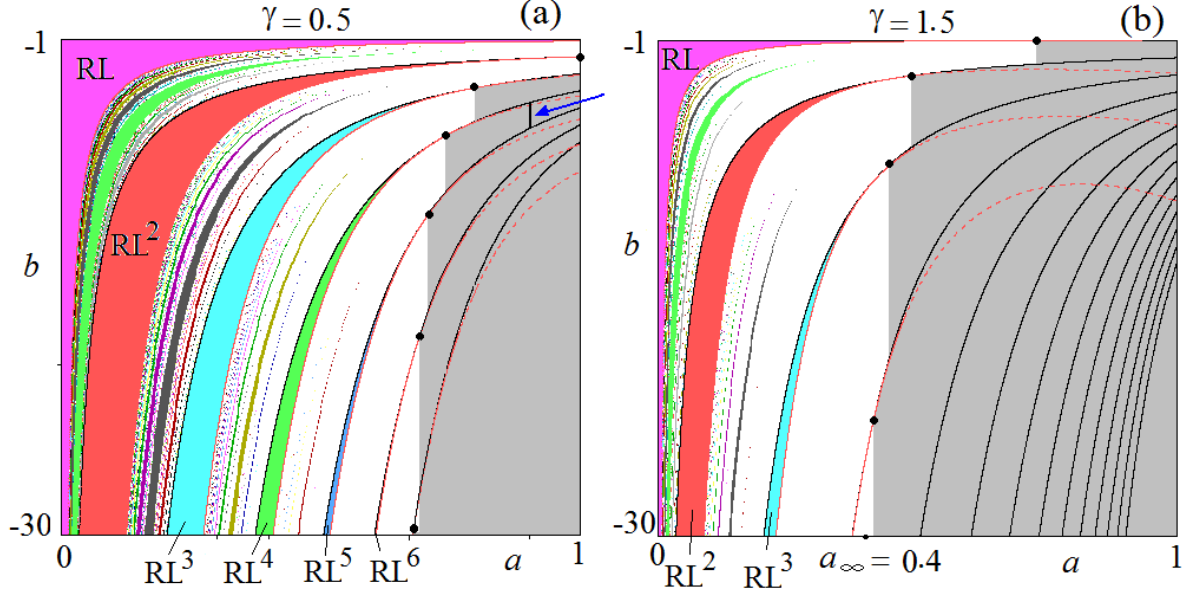 γ = 0.5
(a)
-1
RL
RL²
b
-30
0
a
1
RL³
RL⁴
RL⁵
RL⁶
γ = 1.5
(b)
-1
RL
b
-30
0
a∞ = 0.4
a
1
RL²
RL³